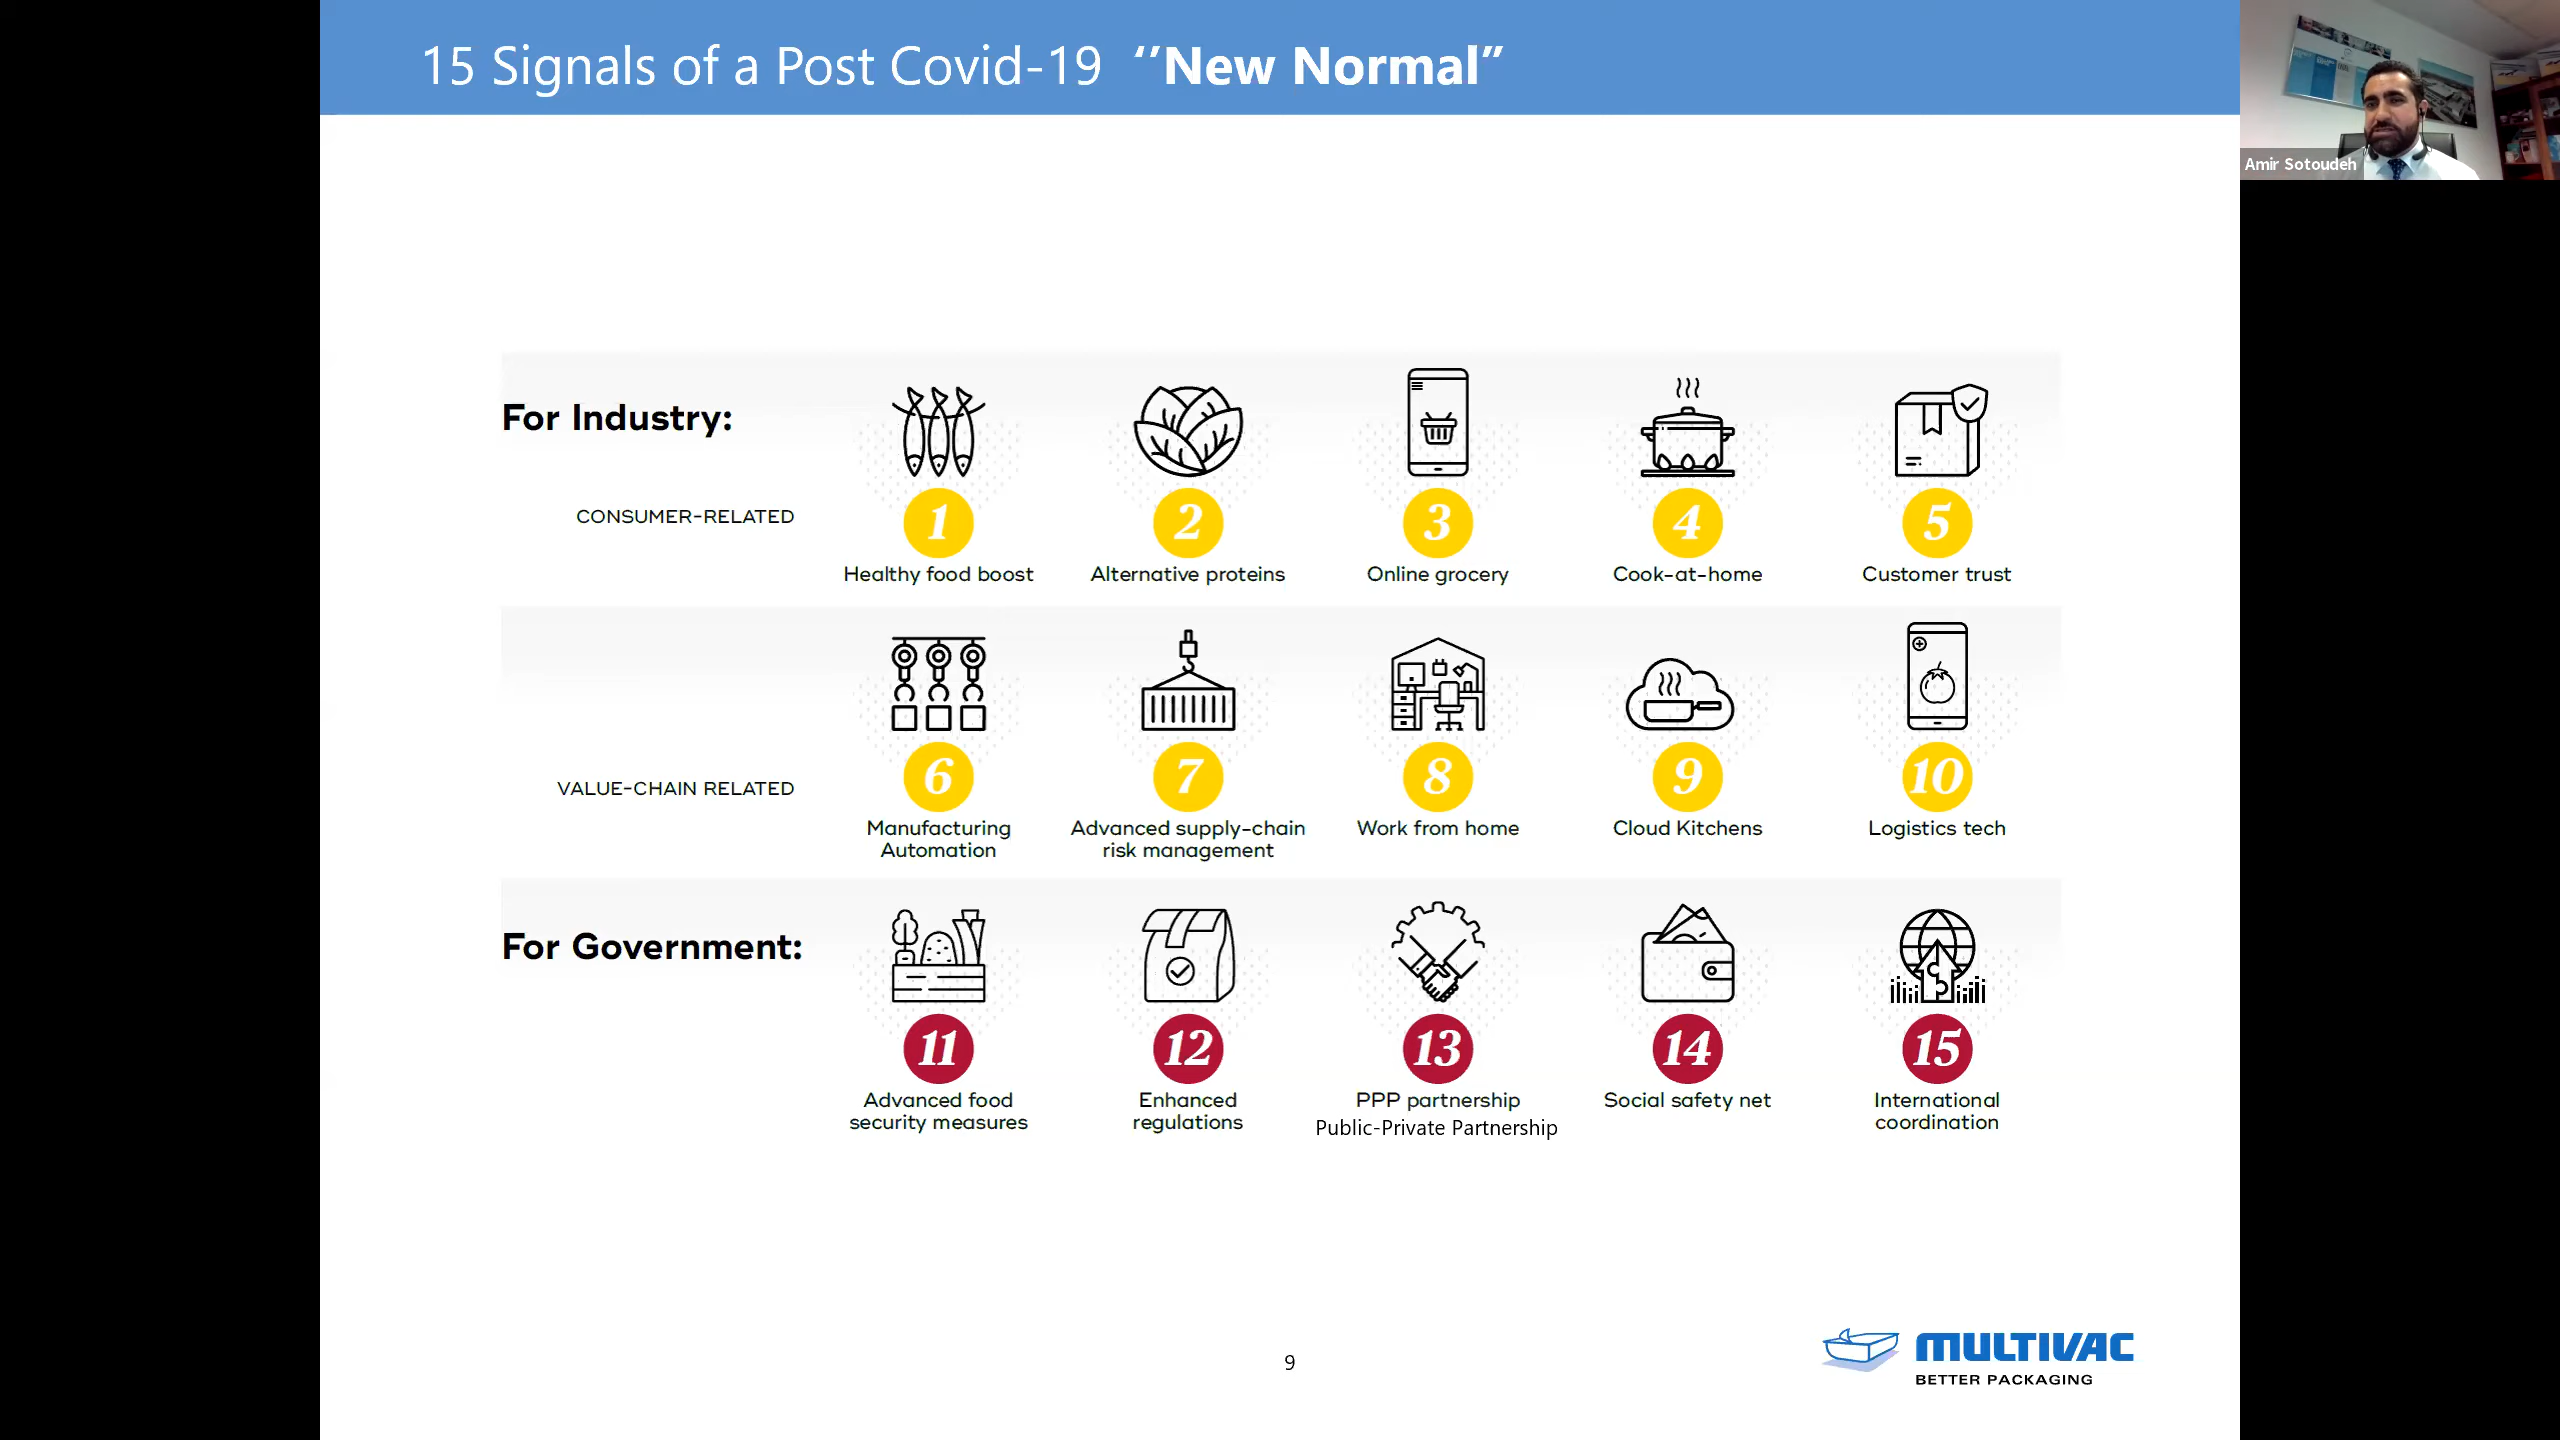 15 Signals of a Post Covid-19 ‘’New Normal”
Amir Sotoudeh
For Industry:
CONSUMER-RELATED
1
2
3
4
5
Healthy food boost
Alternative proteins
Online grocery
Cook-at-home
Customer trust
VALUE-CHAIN RELATED
6
7
8
9
10
Manufacturing
Automation
Advanced supply-chain
risk management
Work from home
Cloud Kitchens
Logistics tech
For Government:
11
12
13
14
15
Advanced food
security measures
Enhanced
regulations
PPP partnership
Public-Private Partnership
Social safety net
International
coordination
9
MULTIVAC
BETTER PACKAGING